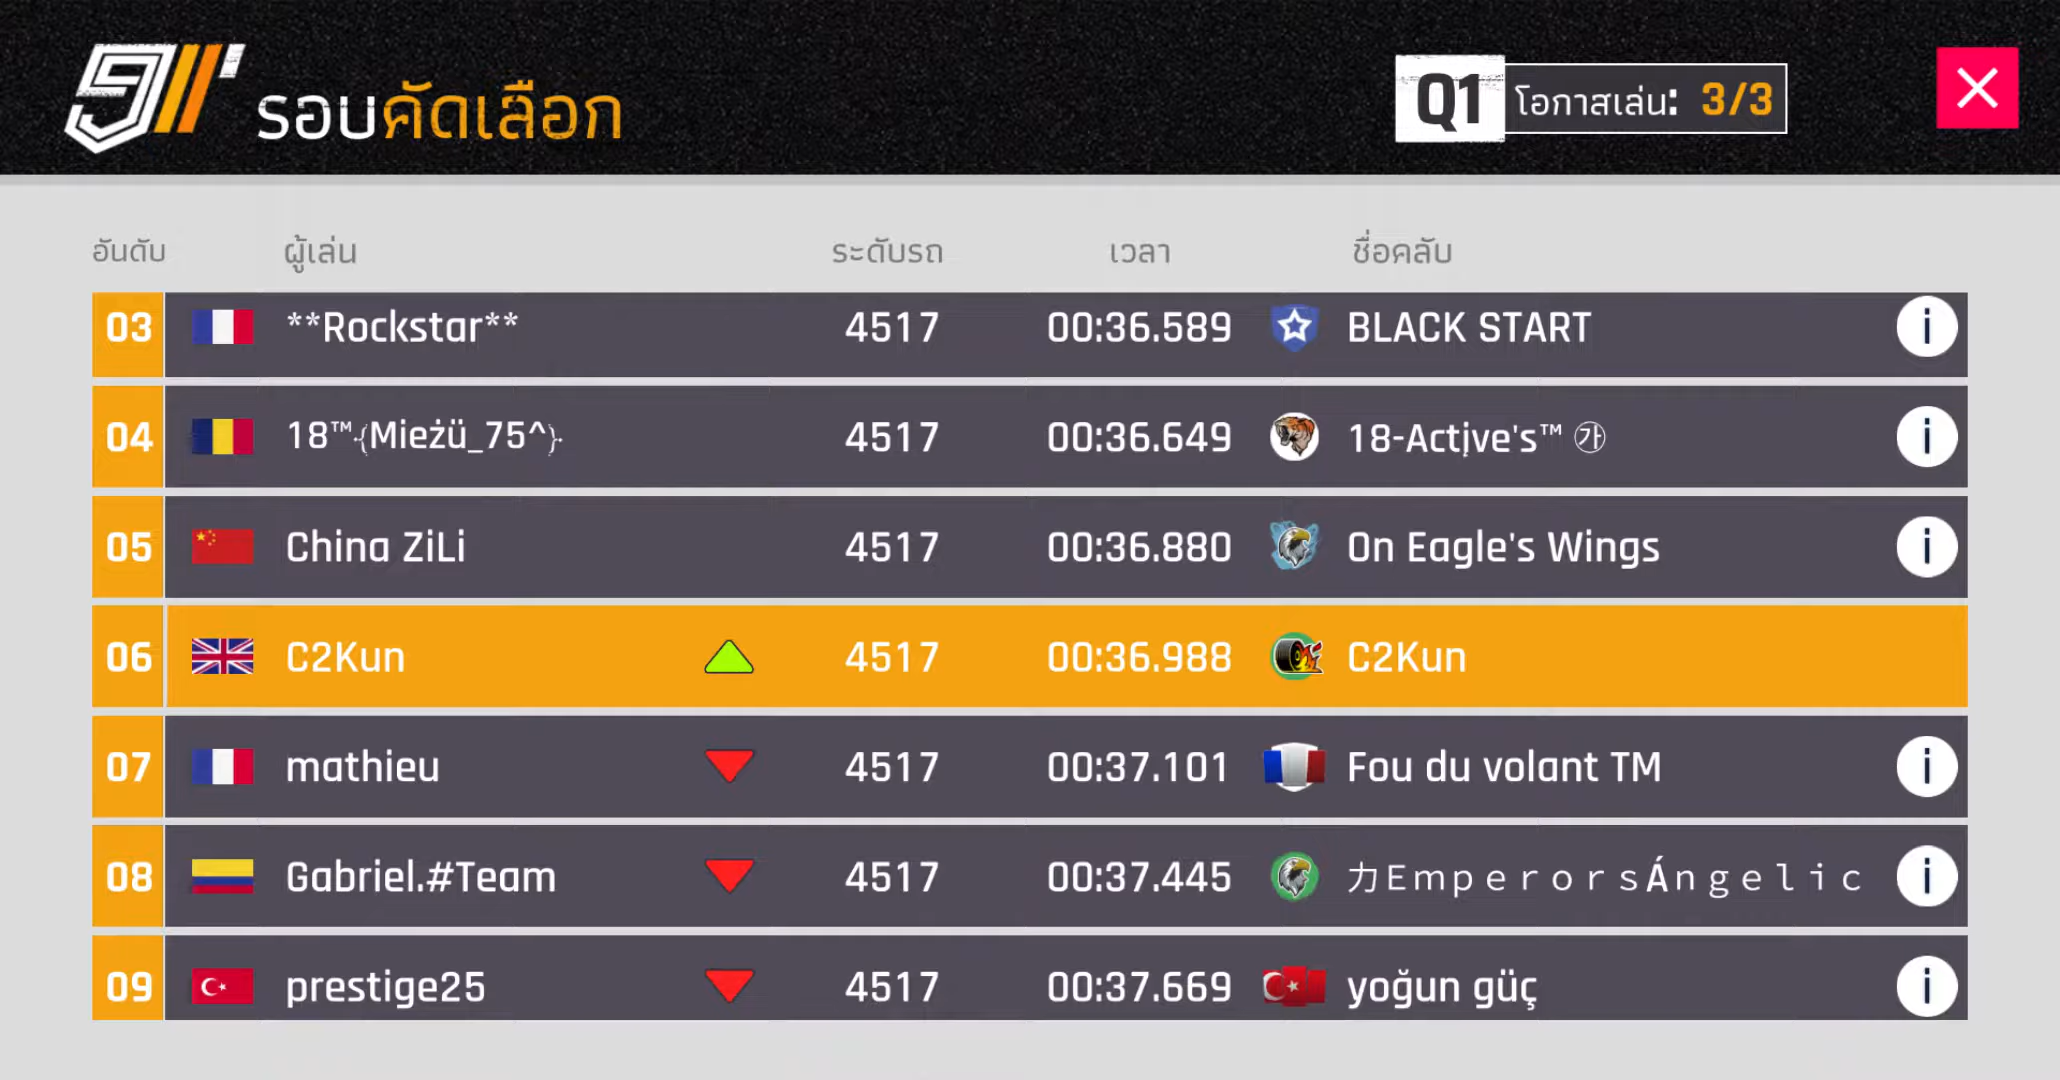 รอบคัดเลือก
Q1 โอกาสเล่น: 3/3
อันดับ ผู้เล่น ระดับรถ เวลา ชื่อคลับ
03 **Rockstar** 4517 00:36.589 BLACK START
04 18™·{Mieżü_75^}· 4517 00:36.649 18-Actįve's™ ㉮
05 China ZiLi 4517 00:36.880 On Eagle's Wings
06 C2Kun 4517 00:36.988 C2Kun
07 mathieu 4517 00:37.101 Fou du volant TM
08 Gabriel.#Team 4517 00:37.445 力ＥｍｐｅｒｏｒｓÁｎｇｅｌｉｃ
09 prestige25 4517 00:37.669 yoğun güç